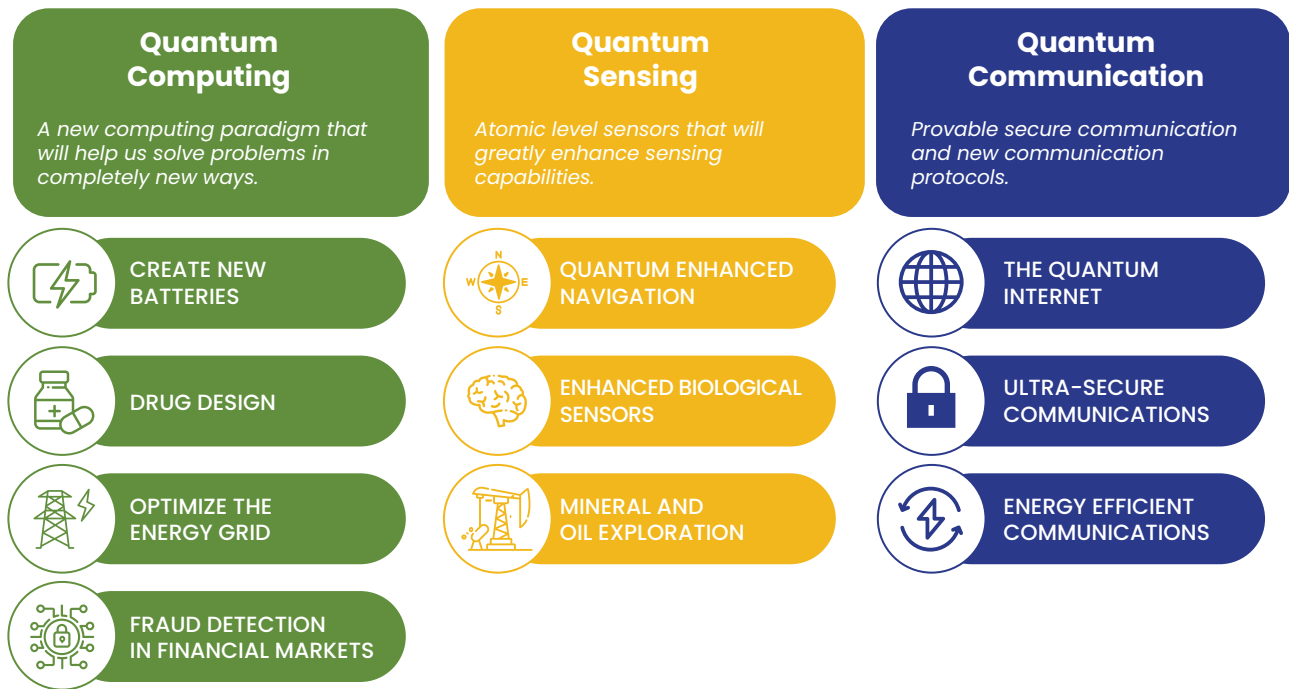 Quantum
Computing
A new computing paradigm that
will help us solve problems in
completely new ways.
CREATE NEW
BATTERIES
DRUG DESIGN
OPTIMIZE THE
ENERGY GRID
FRAUD DETECTION
IN FINANCIAL MARKETS
Quantum
Sensing
Atomic level sensors that will
greatly enhance sensing
capabilities.
N
W E
S
QUANTUM ENHANCED
NAVIGATION
ENHANCED BIOLOGICAL
SENSORS
MINERAL AND
OIL EXPLORATION
Quantum
Communication
Provable secure communication
and new communication
protocols.
THE QUANTUM
INTERNET
ULTRA-SECURE
COMMUNICATIONS
ENERGY EFFICIENT
COMMUNICATIONS